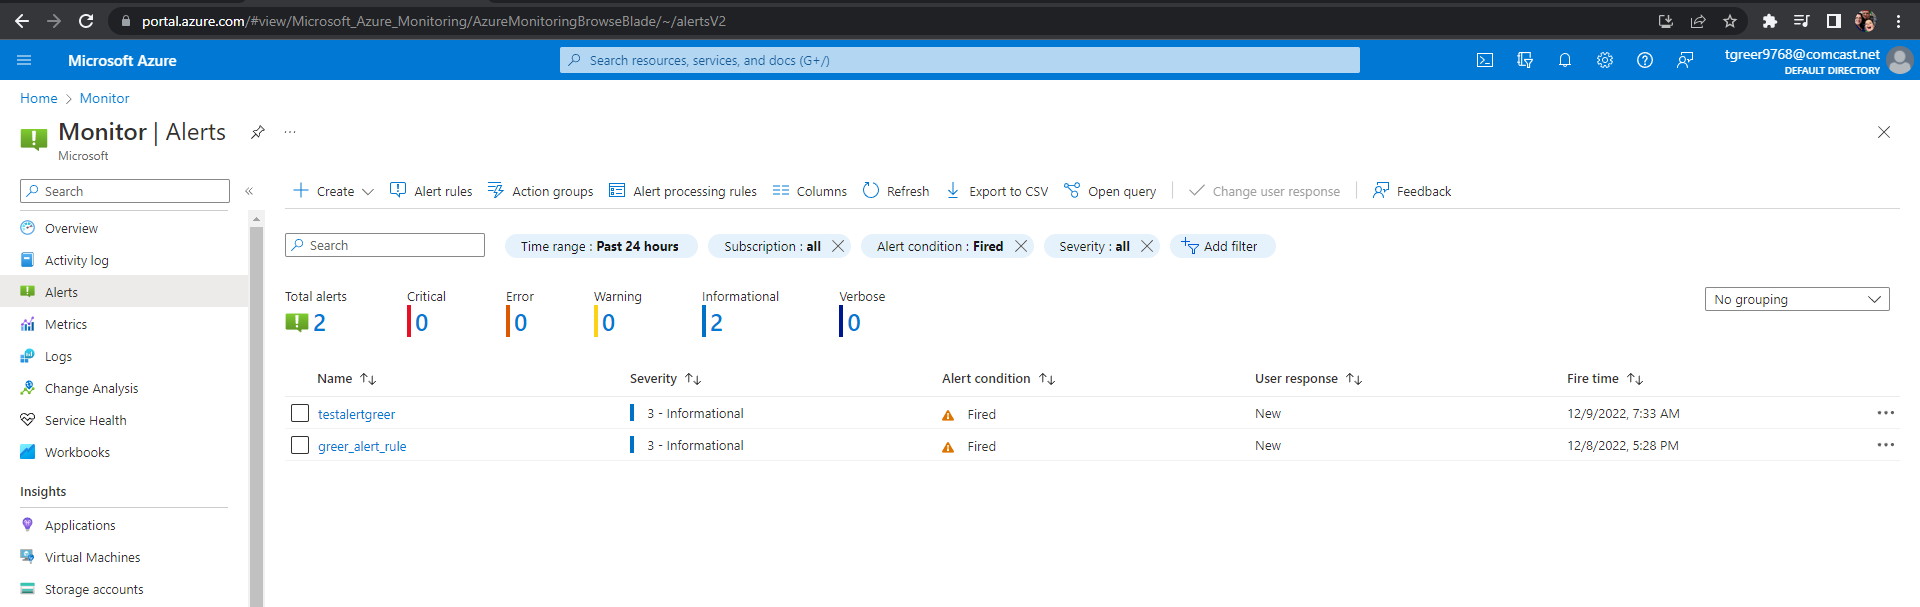 portal.azure.com/#view/Microsoft_Azure_Monitoring/AzureMonitoringBrowseBlade/~/alertsV2
Microsoft Azure
Search resources, services, and docs (G+/)
tgreer9768@comcast.net
DEFAULT DIRECTORY
Home > Monitor
Monitor | Alerts
Microsoft
Search
Overview
Activity log
Alerts
Metrics
Logs
Change Analysis
Service Health
Workbooks
Insights
Applications
Virtual Machines
Storage accounts
Create Alert rules Action groups Alert processing rules Columns Refresh Export to CSV Open query Change user response Feedback
Search Time range : Past 24 hours Subscription : all Alert condition : Fired Severity : all Add filter
Total alerts Critical Error Warning Informational Verbose
2 0 0 0 2 0
No grouping
Name Severity Alert condition User response Fire time
testalertgreer 3 - Informational Fired New 12/9/2022, 7:33 AM
greer_alert_rule 3 - Informational Fired New 12/8/2022, 5:28 PM